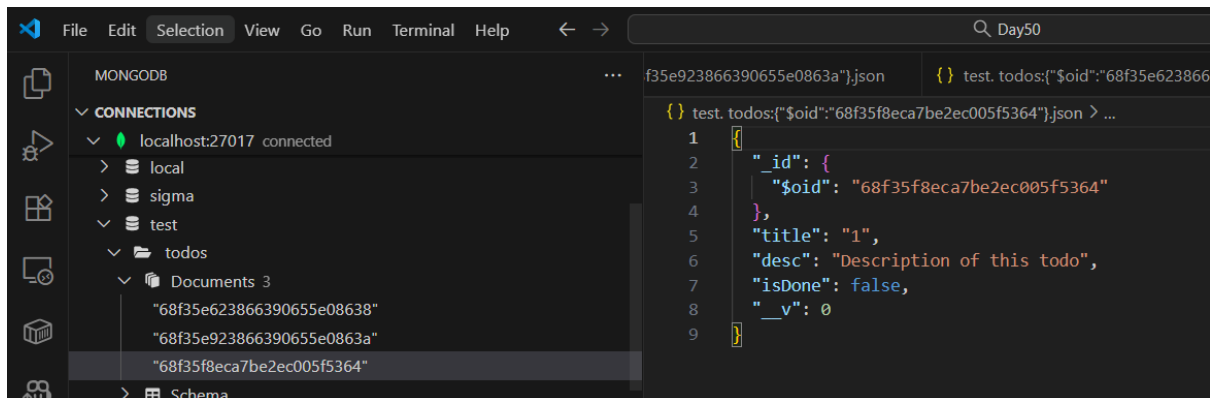 File Edit Selection View Go Run Terminal Help ← → Day50
MONGODB ...
CONNECTIONS
localhost:27017 connected
local
sigma
test
todos
Documents 3
"68f35e623866390655e08638"
"68f35e923866390655e0863a"
"68f35f8eca7be2ec005f5364"
Schema
f35e923866390655e0863a"}.json {} test. todos:{"$oid":"68f35e623866
{} test. todos:{"$oid":"68f35f8eca7be2ec005f5364"}.json > ...
1 {
2 "_id": {
3 "$oid": "68f35f8eca7be2ec005f5364"
4 },
5 "title": "1",
6 "desc": "Description of this todo",
7 "isDone": false,
8 "__v": 0
9 }